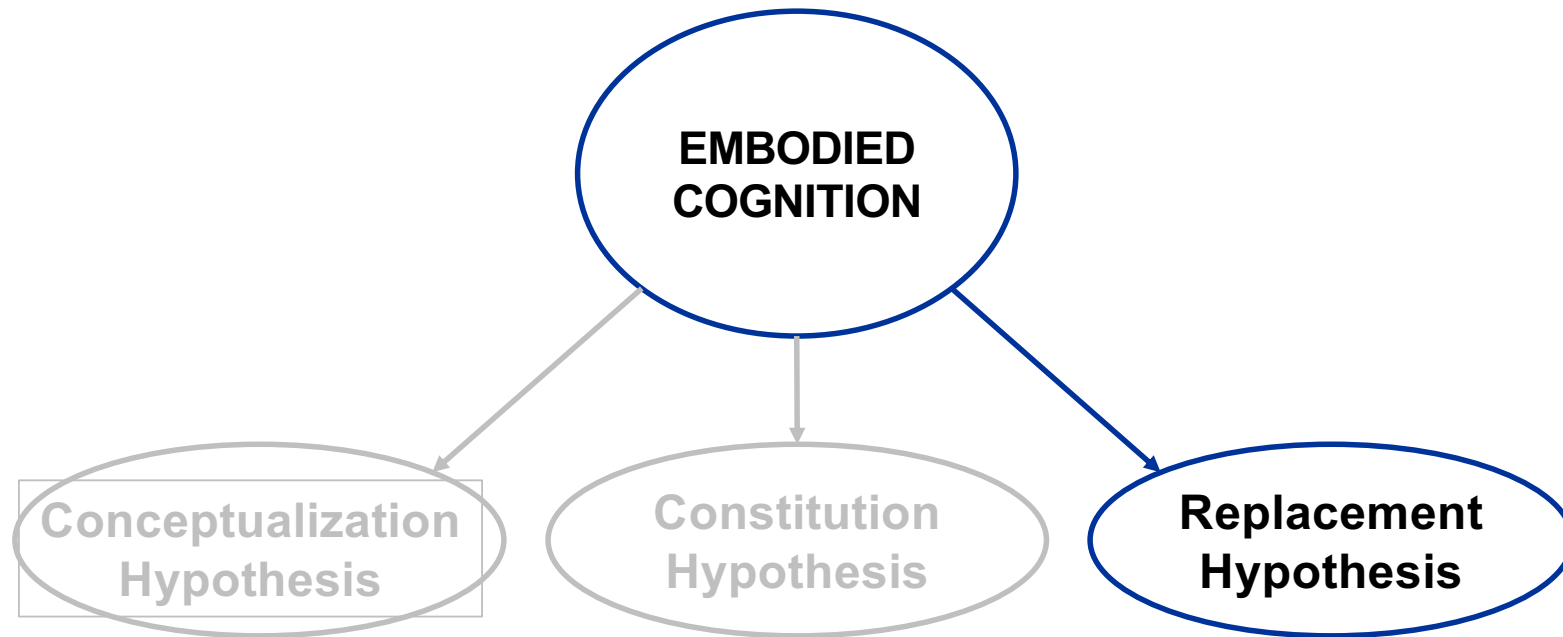 EMBODIED
COGNITION
Conceptualization
Hypothesis
Constitution
Hypothesis
Replacement
Hypothesis